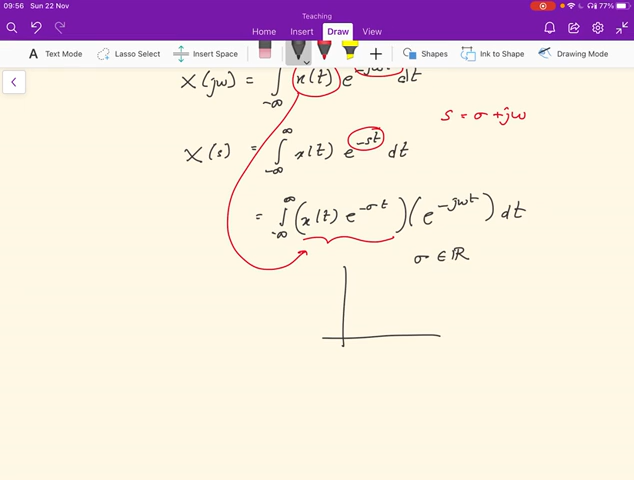 09:56 Sun 22 Nov
77%
Teaching
Home Insert Draw View
A Text Mode Lasso Select Insert Space + Shapes Ink to Shape Drawing Mode
X(jω) = ∫_{-∞} x(t) e^{-jωt} dt
s = σ + jω
X(s) = ∫_{-∞}^{∞} x(t) e^{-st} dt
= ∫_{-∞}^{∞} (x(t) e^{-σt})(e^{-jωt}) dt
σ ∈ ℝ